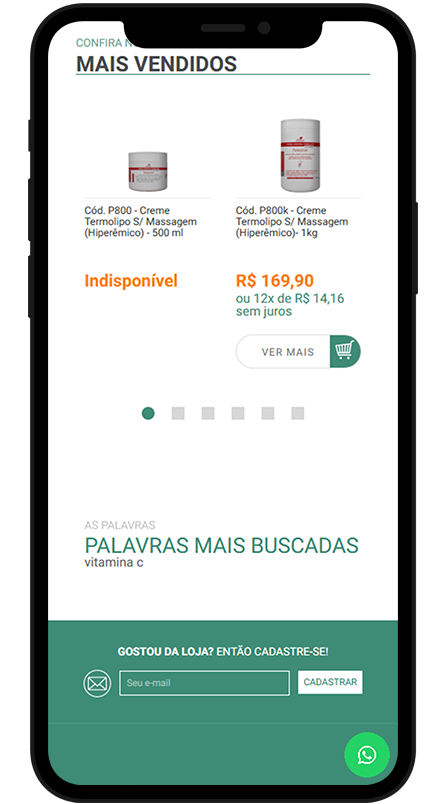 CONFIRA N
MAIS VENDIDOS
Cód. P800 - Creme
Termolipo S/ Massagem
(Hiperêmico) - 500 ml
Cód. P800k - Creme
Termolipo S/ Massagem
(Hiperêmico)- 1kg
Indisponível
R$ 169,90
ou 12x de R$ 14,16
sem juros
VER MAIS
AS PALAVRAS
PALAVRAS MAIS BUSCADAS
vitamina c
GOSTOU DA LOJA? ENTÃO CADASTRE-SE!
Seu e-mail
CADASTRAR